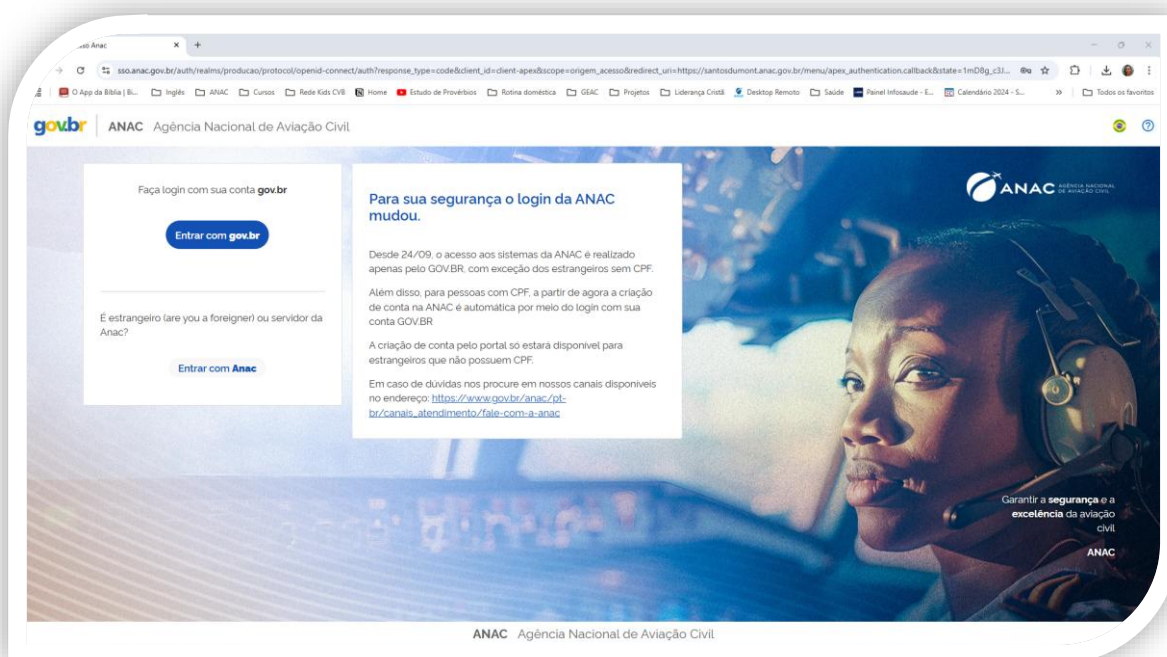 Anac
sso.anac.gov.br/auth/realms/producao/protocol/openid-connect/auth?response_type=code&client_id=client-apex&scope=origem_acesso&redirect_uri=https://santosdumont.anac.gov.br/menu/apex_authentication.callback&state=1mD8g_c3J...
O App da Bíblia | B... Inglês ANAC Cursos Rede Kids CVB Home Estudo de Provérbios Rotina doméstica GEAC Projetos Liderança Cristã Desktop Remoto Saúde Painel Infosaude - E... Calendário 2024 - S... » Todos os favoritos
gov.br ANAC Agência Nacional de Aviação Civil
Faça login com sua conta gov.br
Entrar com gov.br
É estrangeiro (are you a foreigner) ou servidor da
Anac?
Entrar com Anac
Para sua segurança o login da ANAC
mudou.
Desde 24/09, o acesso aos sistemas da ANAC é realizado
apenas pelo GOV.BR, com exceção dos estrangeiros sem CPF.
Além disso, para pessoas com CPF, a partir de agora a criação
de conta na ANAC é automática por meio do login com sua
conta GOV.BR
A criação de conta pelo portal só estará disponível para
estrangeiros que não possuem CPF.
Em caso de dúvidas nos procure em nossos canais disponíveis
no endereço: https://www.gov.br/anac/pt-
br/canais_atendimento/fale-com-a-anac
ANAC AGÊNCIA NACIONAL
DE AVIAÇÃO CIVIL
Garantir a segurança e a
excelência da aviação
civil
ANAC
ANAC Agência Nacional de Aviação Civil